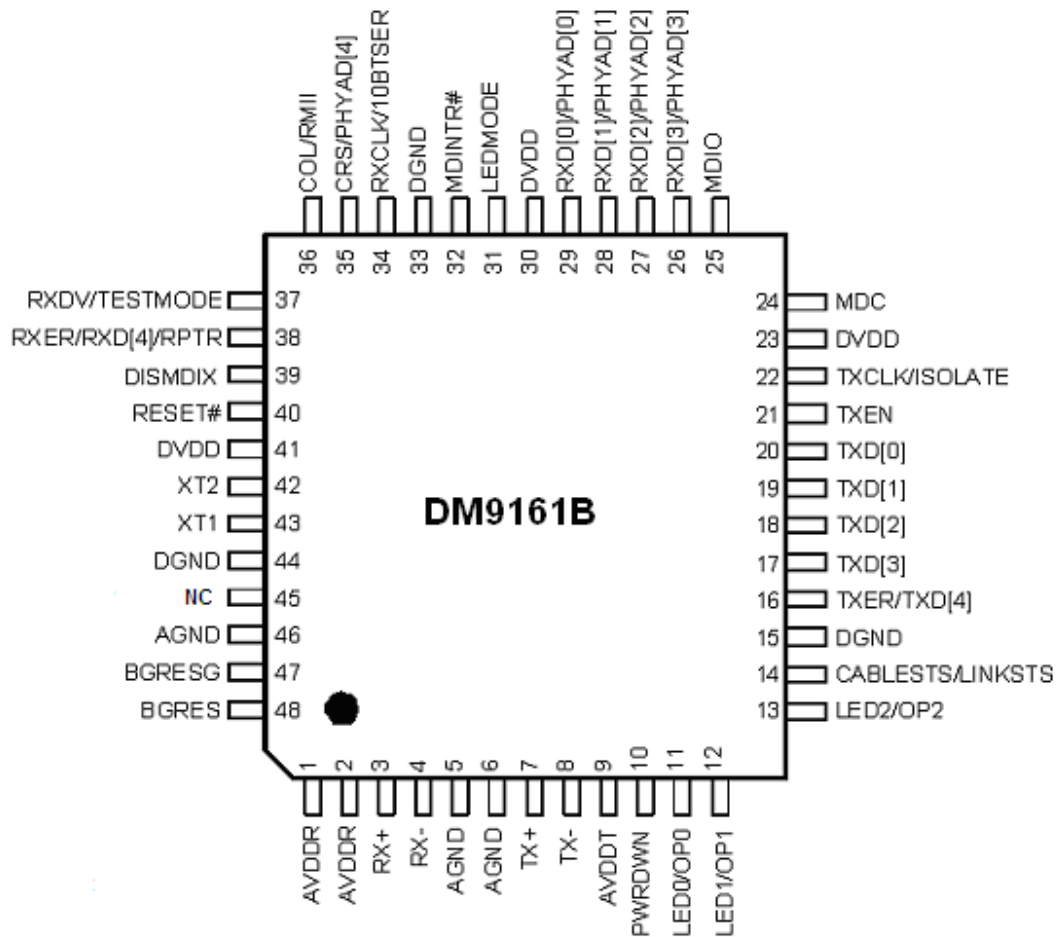 COL/RMII
CRS/PHYAD[4]
RXCLK/10BTSER
DGND
MDINTR#
LEDMODE
DVDD
RXD[0]/PHYAD[0]
RXD[1]/PHYAD[1]
RXD[2]/PHYAD[2]
RXD[3]/PHYAD[3]
MDIO
36
35
34
33
32
31
30
29
28
27
26
25
RXDV/TESTMODE 37
RXER/RXD[4]/RPTR 38
DISMDIX 39
RESET# 40
DVDD 41
XT2 42
XT1 43
DGND 44
NC 45
AGND 46
BGRESG 47
BGRES 48
DM9161B
24 MDC
23 DVDD
22 TXCLK/ISOLATE
21 TXEN
20 TXD[0]
19 TXD[1]
18 TXD[2]
17 TXD[3]
16 TXER/TXD[4]
15 DGND
14 CABLESTS/LINKSTS
13 LED2/OP2
1
2
3
4
5
6
7
8
9
10
11
12
AVDDR
AVDDR
RX+
RX-
AGND
AGND
TX+
TX-
AVDDT
PWRDWN
LED0/OP0
LED1/OP1